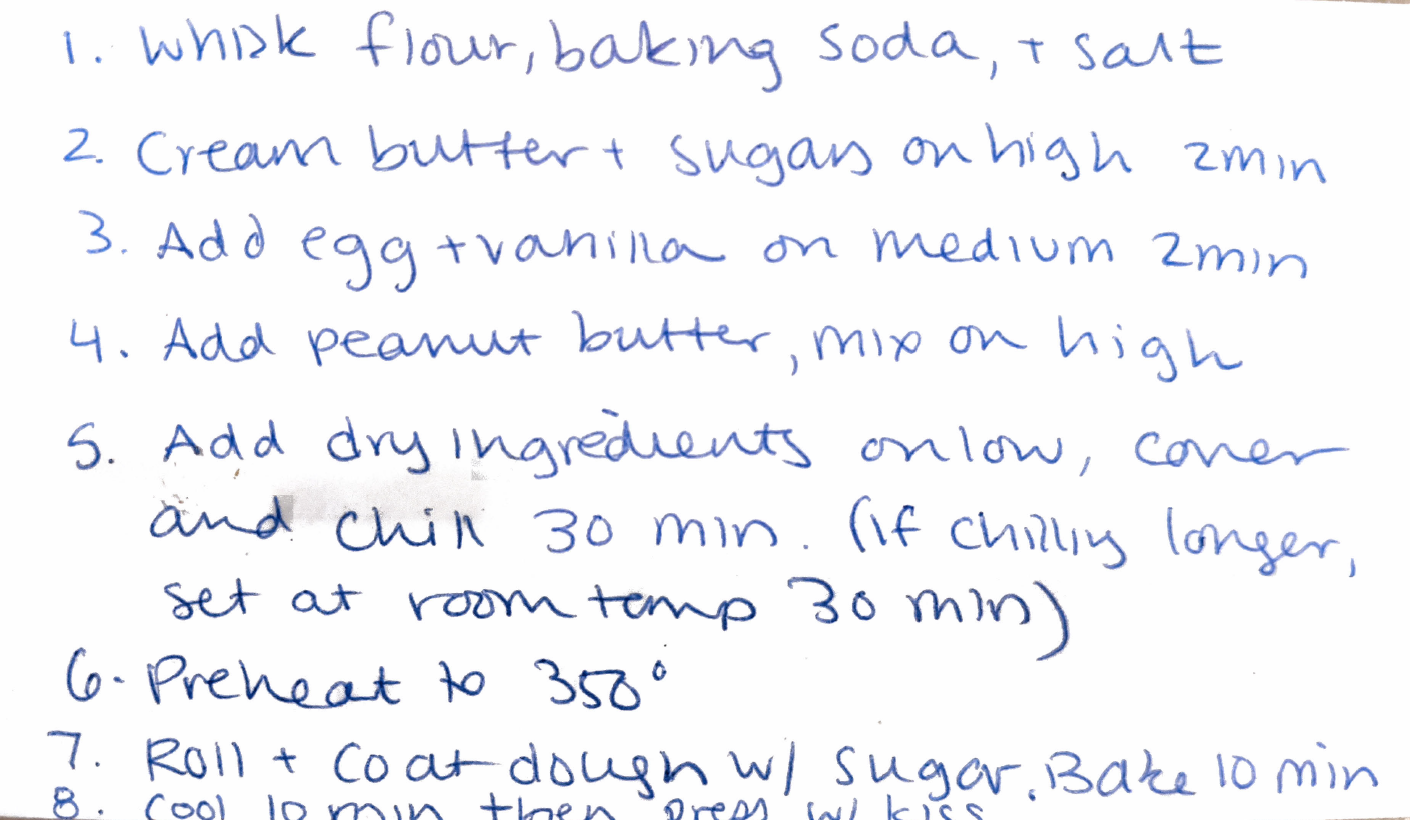 1. Whisk flour, baking soda, + salt
2. Cream butter + sugars on high 2min
3. Add egg + vanilla on medium 2min
4. Add peanut butter, mix on high
5. Add dry ingredients on low, cover
and chill 30 min. (if chilling longer,
set at room temp 30 min)
6. Preheat to 350°
7. Roll + coat dough w/ sugar. Bake 10 min
8. Cool 10 min then press w/ kiss